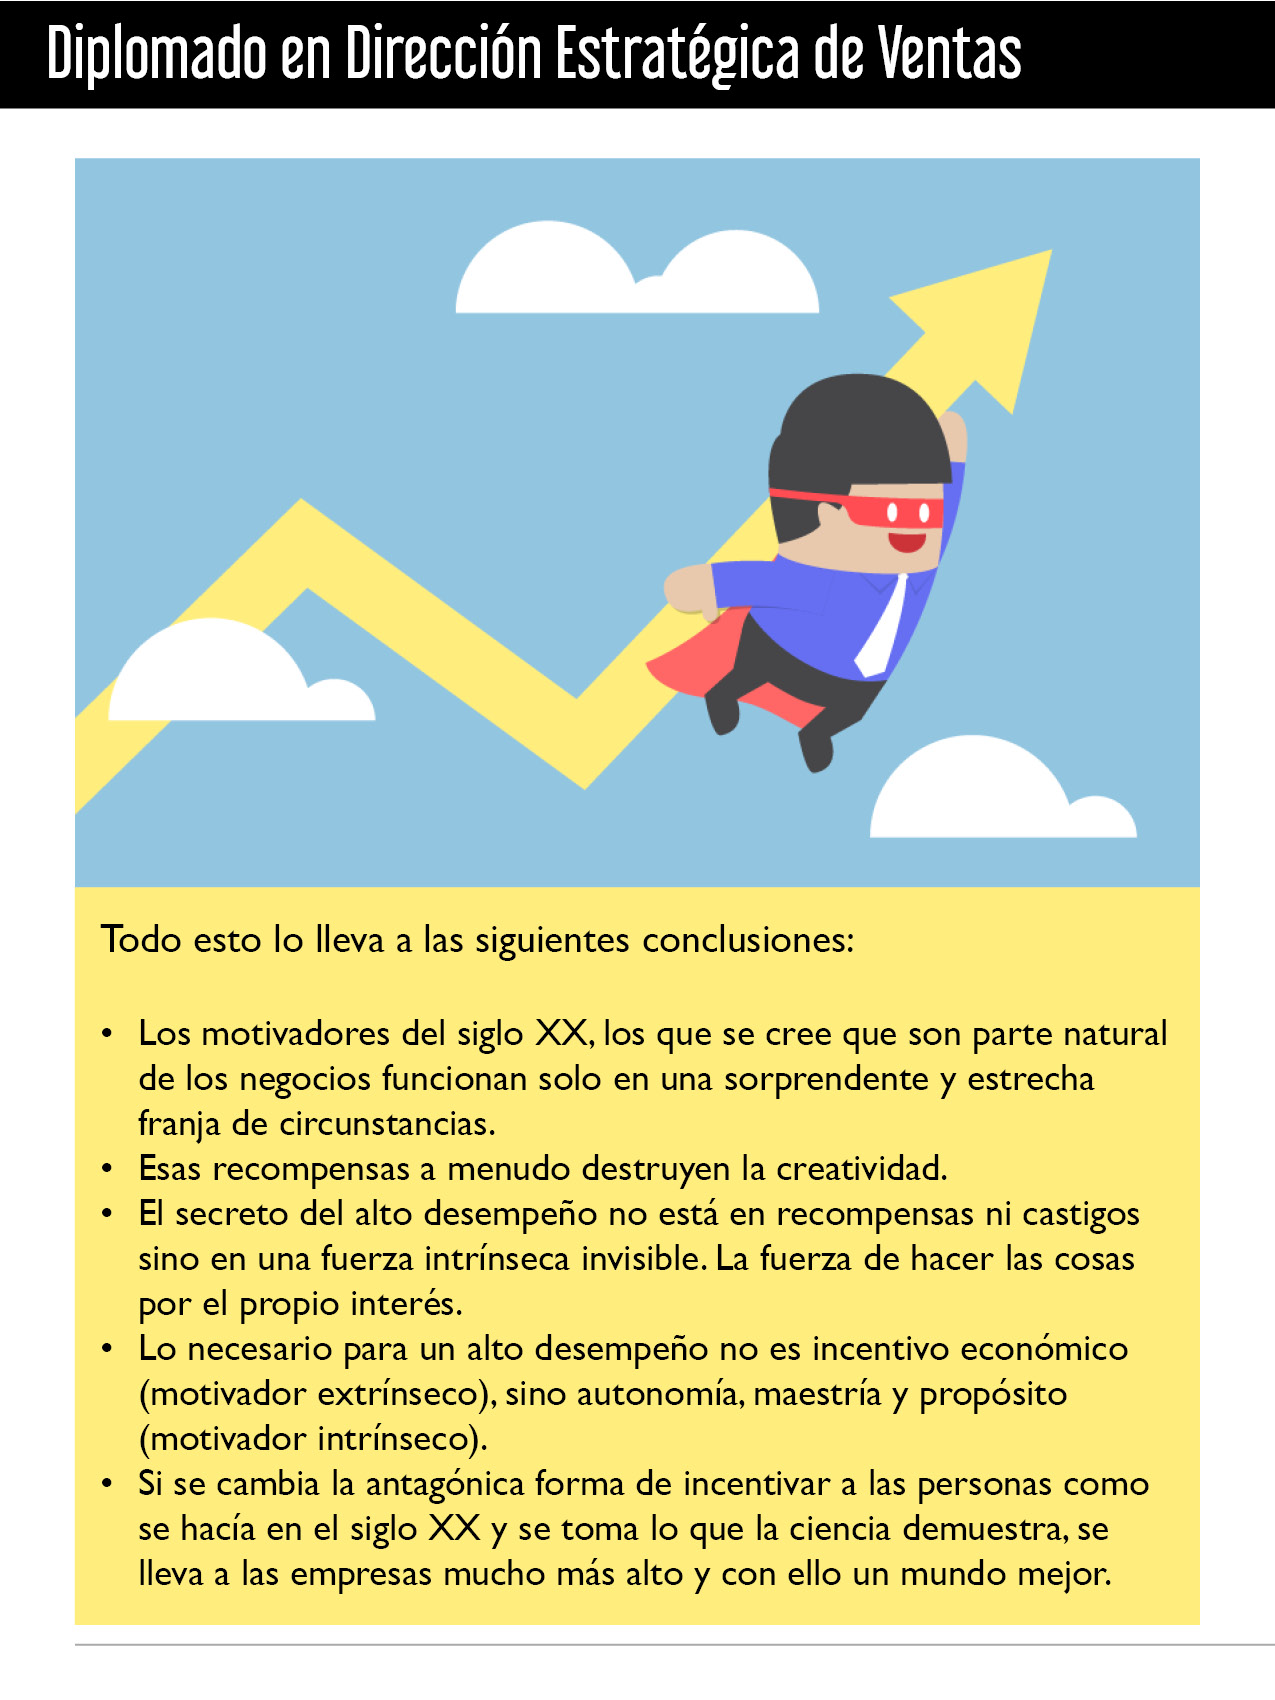 Diplomado en Dirección Estratégica de Ventas
Todo esto lo lleva a las siguientes conclusiones:
• Los motivadores del siglo XX, los que se cree que son parte natural
de los negocios funcionan solo en una sorprendente y estrecha
franja de circunstancias.
• Esas recompensas a menudo destruyen la creatividad.
• El secreto del alto desempeño no está en recompensas ni castigos
sino en una fuerza intrínseca invisible. La fuerza de hacer las cosas
por el propio interés.
• Lo necesario para un alto desempeño no es incentivo económico
(motivador extrínseco), sino autonomía, maestría y propósito
(motivador intrínseco).
• Si se cambia la antagónica forma de incentivar a las personas como
se hacía en el siglo XX y se toma lo que la ciencia demuestra, se
lleva a las empresas mucho más alto y con ello un mundo mejor.